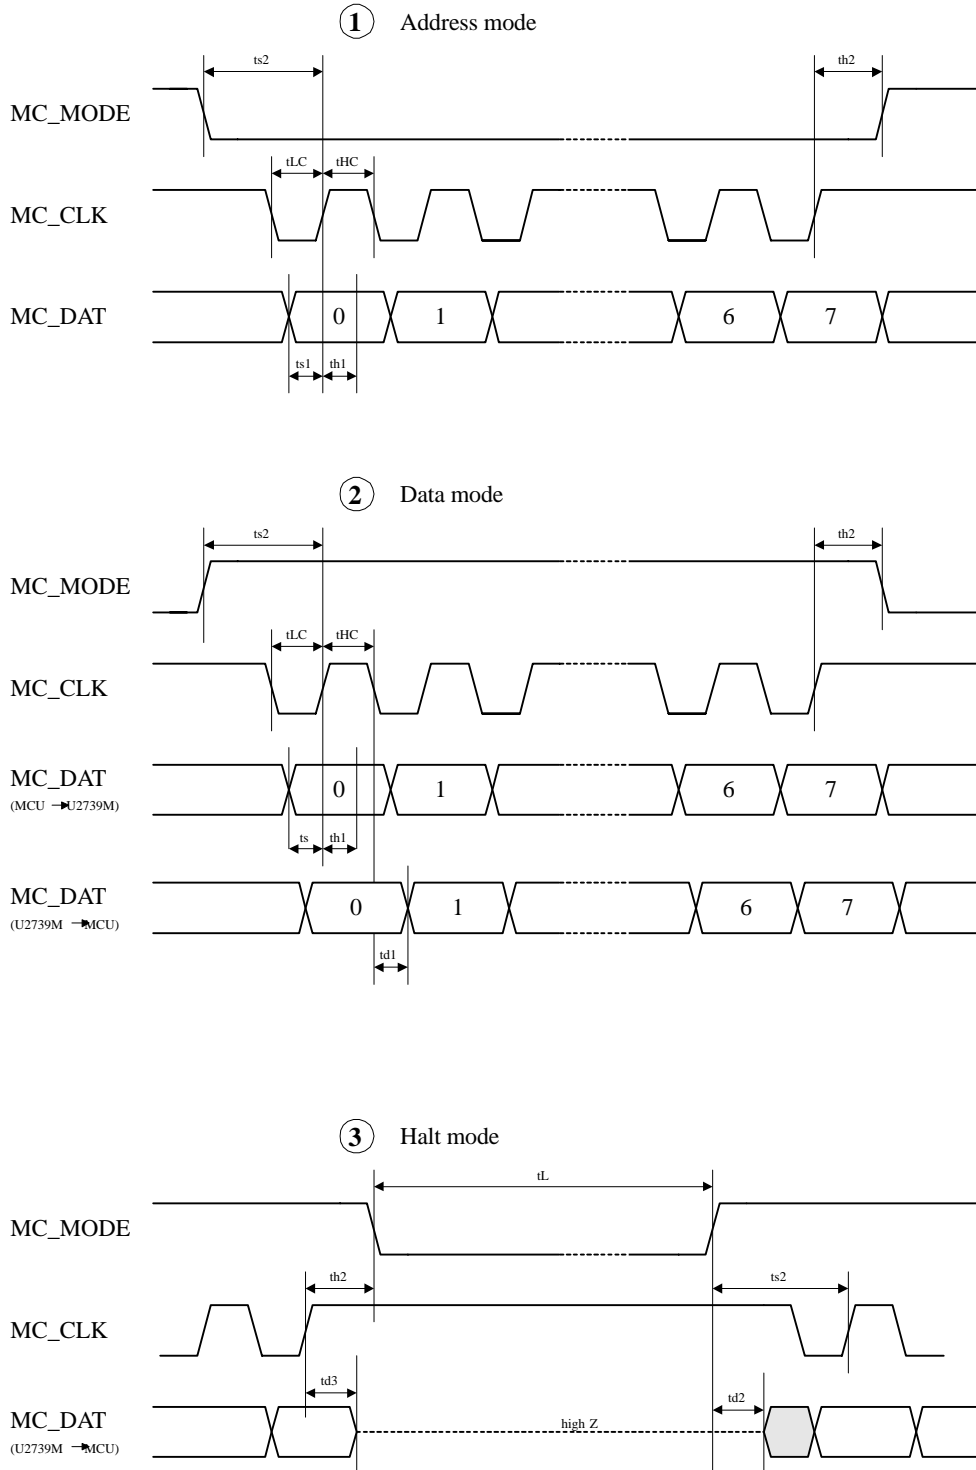 1 Address mode
ts2 th2
MC_MODE
tLC tHC
MC_CLK
MC_DAT 0 1 6 7
ts1 th1
2 Data mode
ts2 th2
MC_MODE
tLC tHC
MC_CLK
MC_DAT 0 1 6 7
(MCU → U2739M)
ts th1
MC_DAT 0 1 6 7
(U2739M → MCU)
td1
3 Halt mode
tL
MC_MODE
th2 ts2
MC_CLK
td3 td2
MC_DAT high Z
(U2739M → MCU)